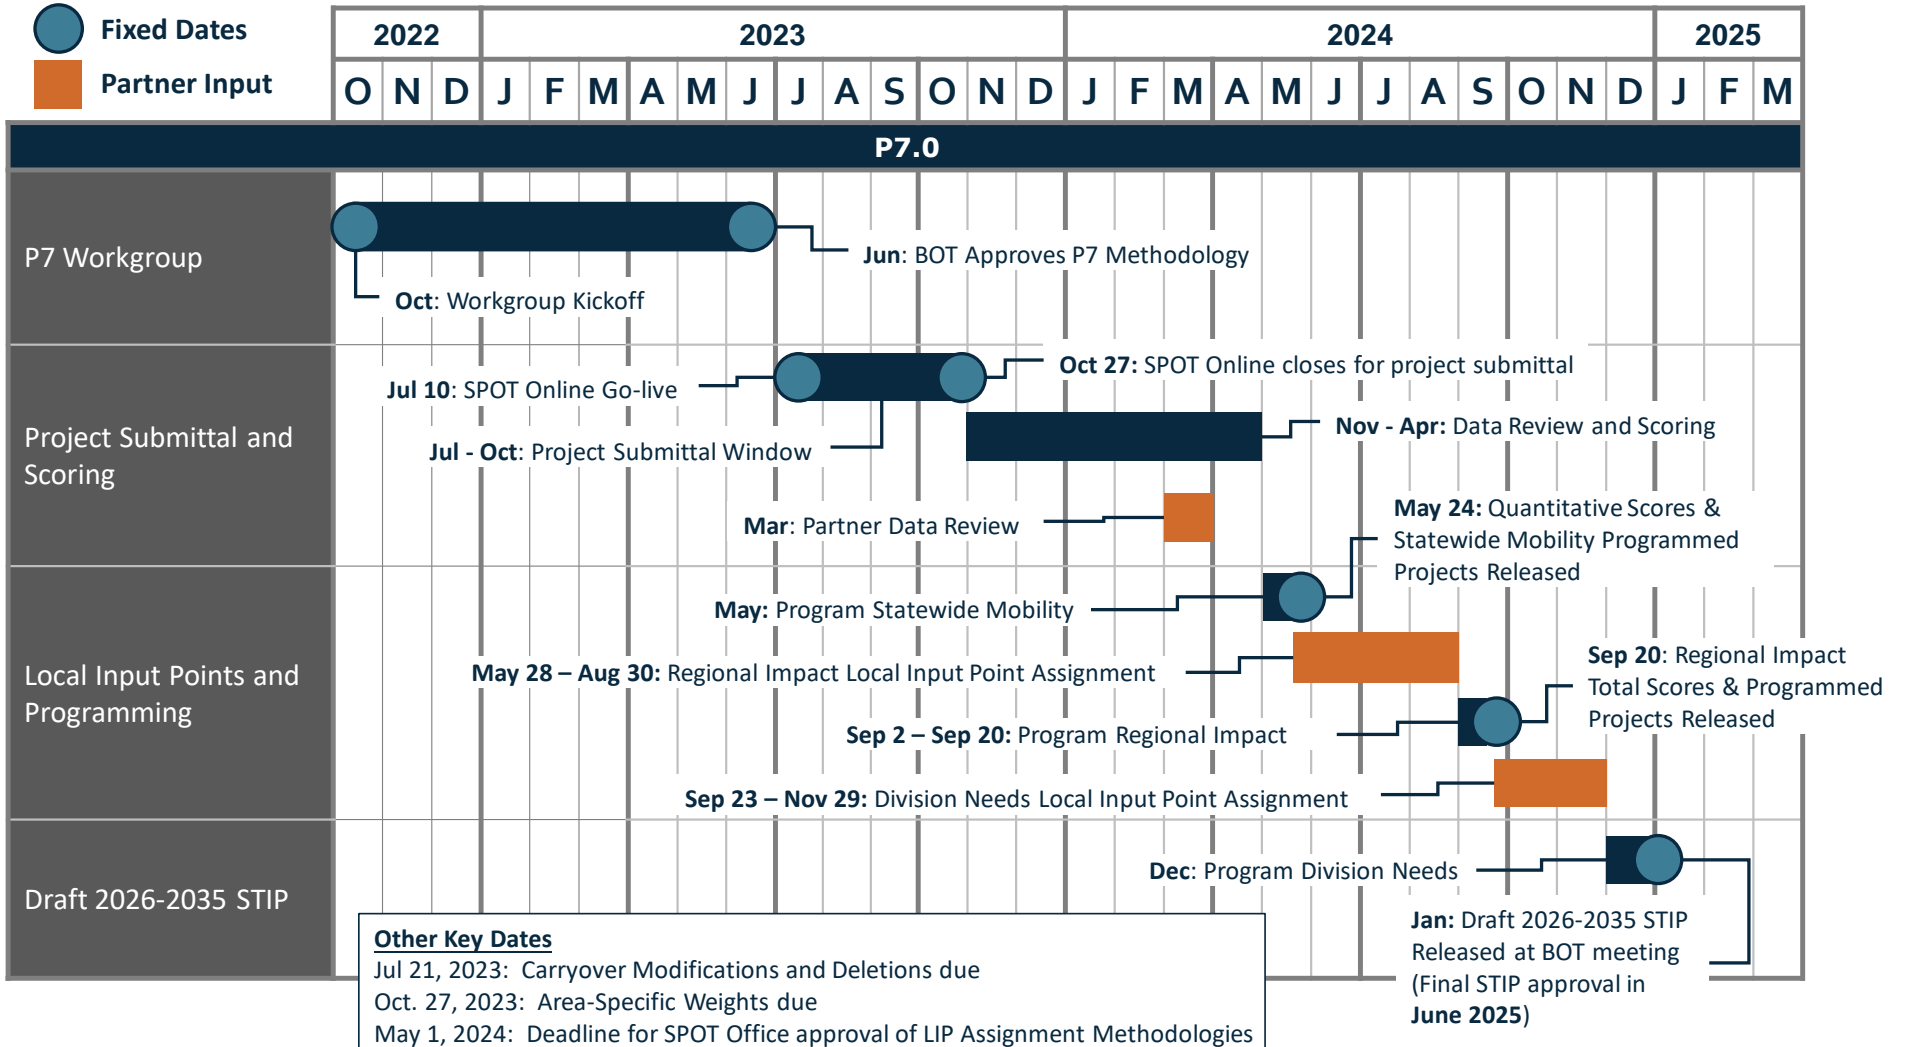 Fixed Dates
Partner Input
2022 2023 2024 2025
O N D J F M A M J J A S O N D J F M A M J J A S O N D J F M
P7.0
P7 Workgroup
Jun: BOT Approves P7 Methodology
Oct: Workgroup Kickoff
Project Submittal and
Scoring
Oct 27: SPOT Online closes for project submittal
Jul 10: SPOT Online Go-live
Nov - Apr: Data Review and Scoring
Jul - Oct: Project Submittal Window
Mar: Partner Data Review
May 24: Quantitative Scores &
Statewide Mobility Programmed
Projects Released
Local Input Points and
Programming
May: Program Statewide Mobility
May 28 – Aug 30: Regional Impact Local Input Point Assignment
Sep 20: Regional Impact
Total Scores & Programmed
Projects Released
Sep 2 – Sep 20: Program Regional Impact
Sep 23 – Nov 29: Division Needs Local Input Point Assignment
Draft 2026-2035 STIP
Dec: Program Division Needs
Jan: Draft 2026-2035 STIP
Released at BOT meeting
(Final STIP approval in
June 2025)
Other Key Dates
Jul 21, 2023: Carryover Modifications and Deletions due
Oct. 27, 2023: Area-Specific Weights due
May 1, 2024: Deadline for SPOT Office approval of LIP Assignment Methodologies